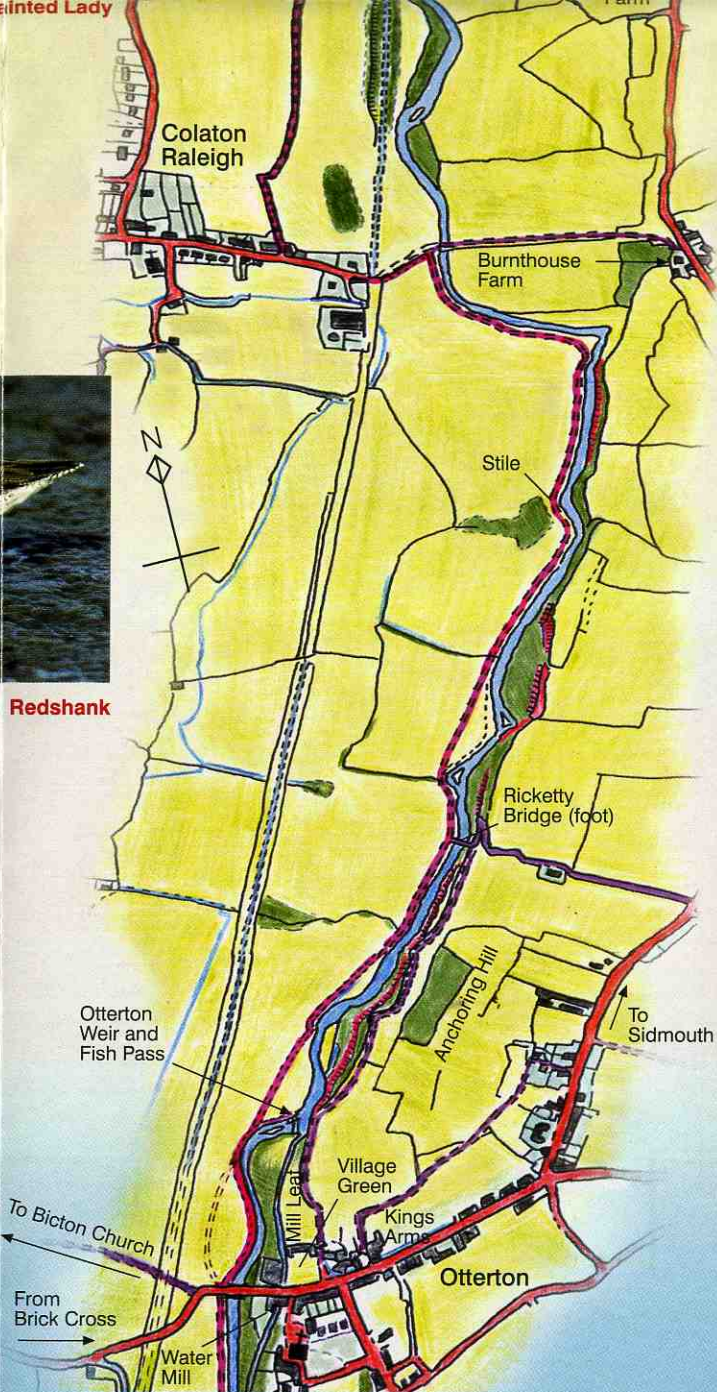 ainted Lady
Farm
Colaton
Raleigh
Burnthouse
Farm
N
Stile
Redshank
Ricketty
Bridge (foot)
Anchoring Hill
Otterton
Weir and
Fish Pass
To
Sidmouth
Village
Green
Mill Leat
Kings
Arms
To Bicton Church
Otterton
From
Brick Cross
Water
Mill